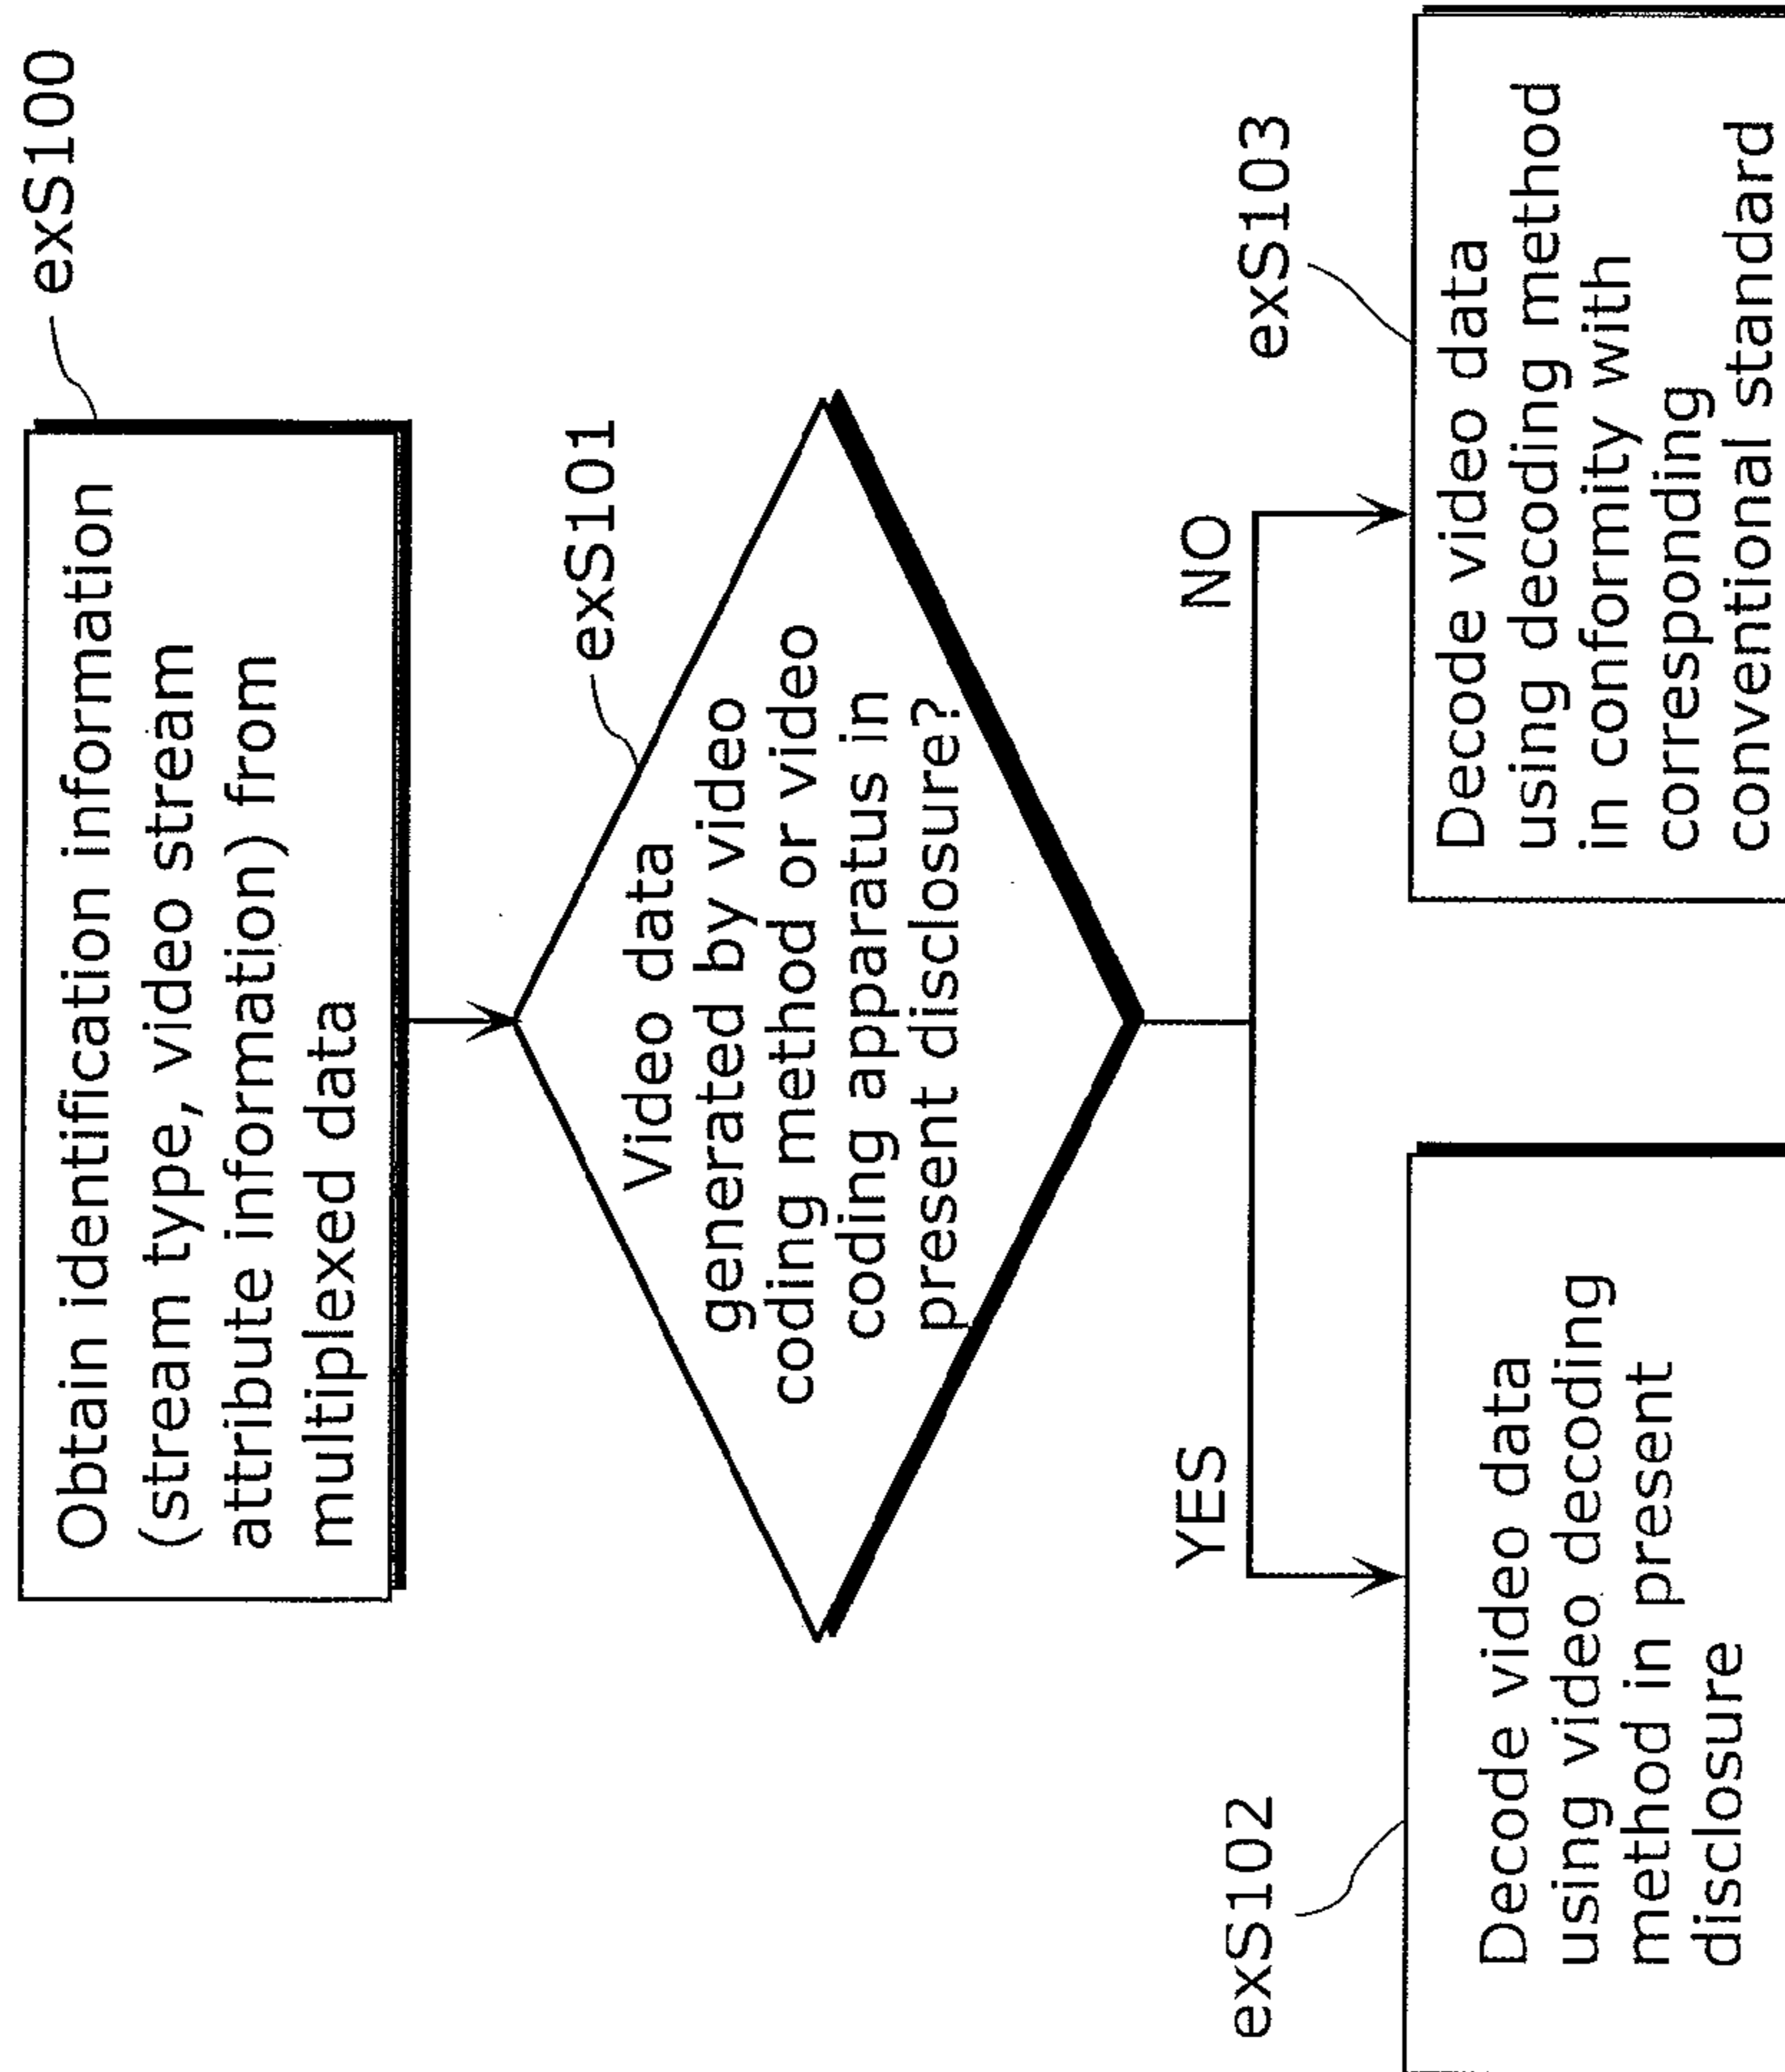 exS100
Obtain identification information
(stream type, video stream
attribute information) from
multiplexed data
exS101
Video data
generated by video
coding method or video
coding apparatus in
present disclosure?
YES
NO
exS102
Decode video data
using video decoding
method in present
disclosure
exS103
Decode video data
using decoding method
in conformity with
corresponding
conventional standard